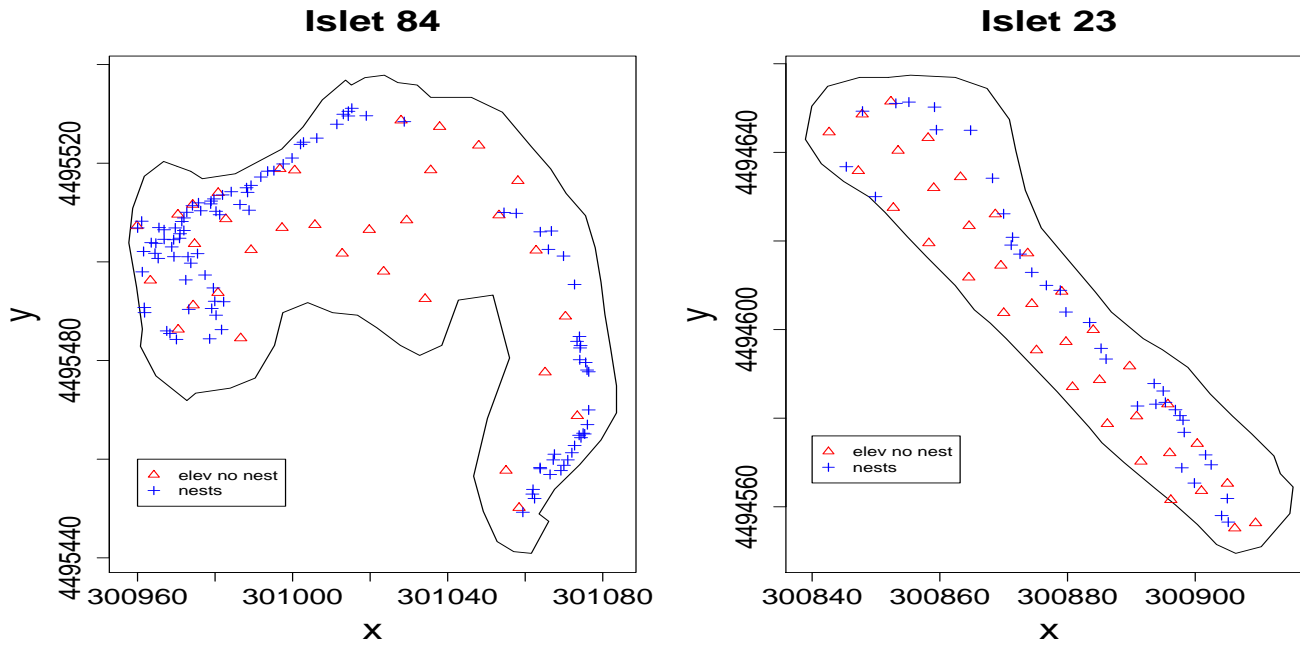 Islet 84
4495520
4495480
4495440
y
elev no nest
nests
300960 301000 301040 301080
x
Islet 23
4494640
4494600
4494560
y
elev no nest
nests
300840 300860 300880 300900
x